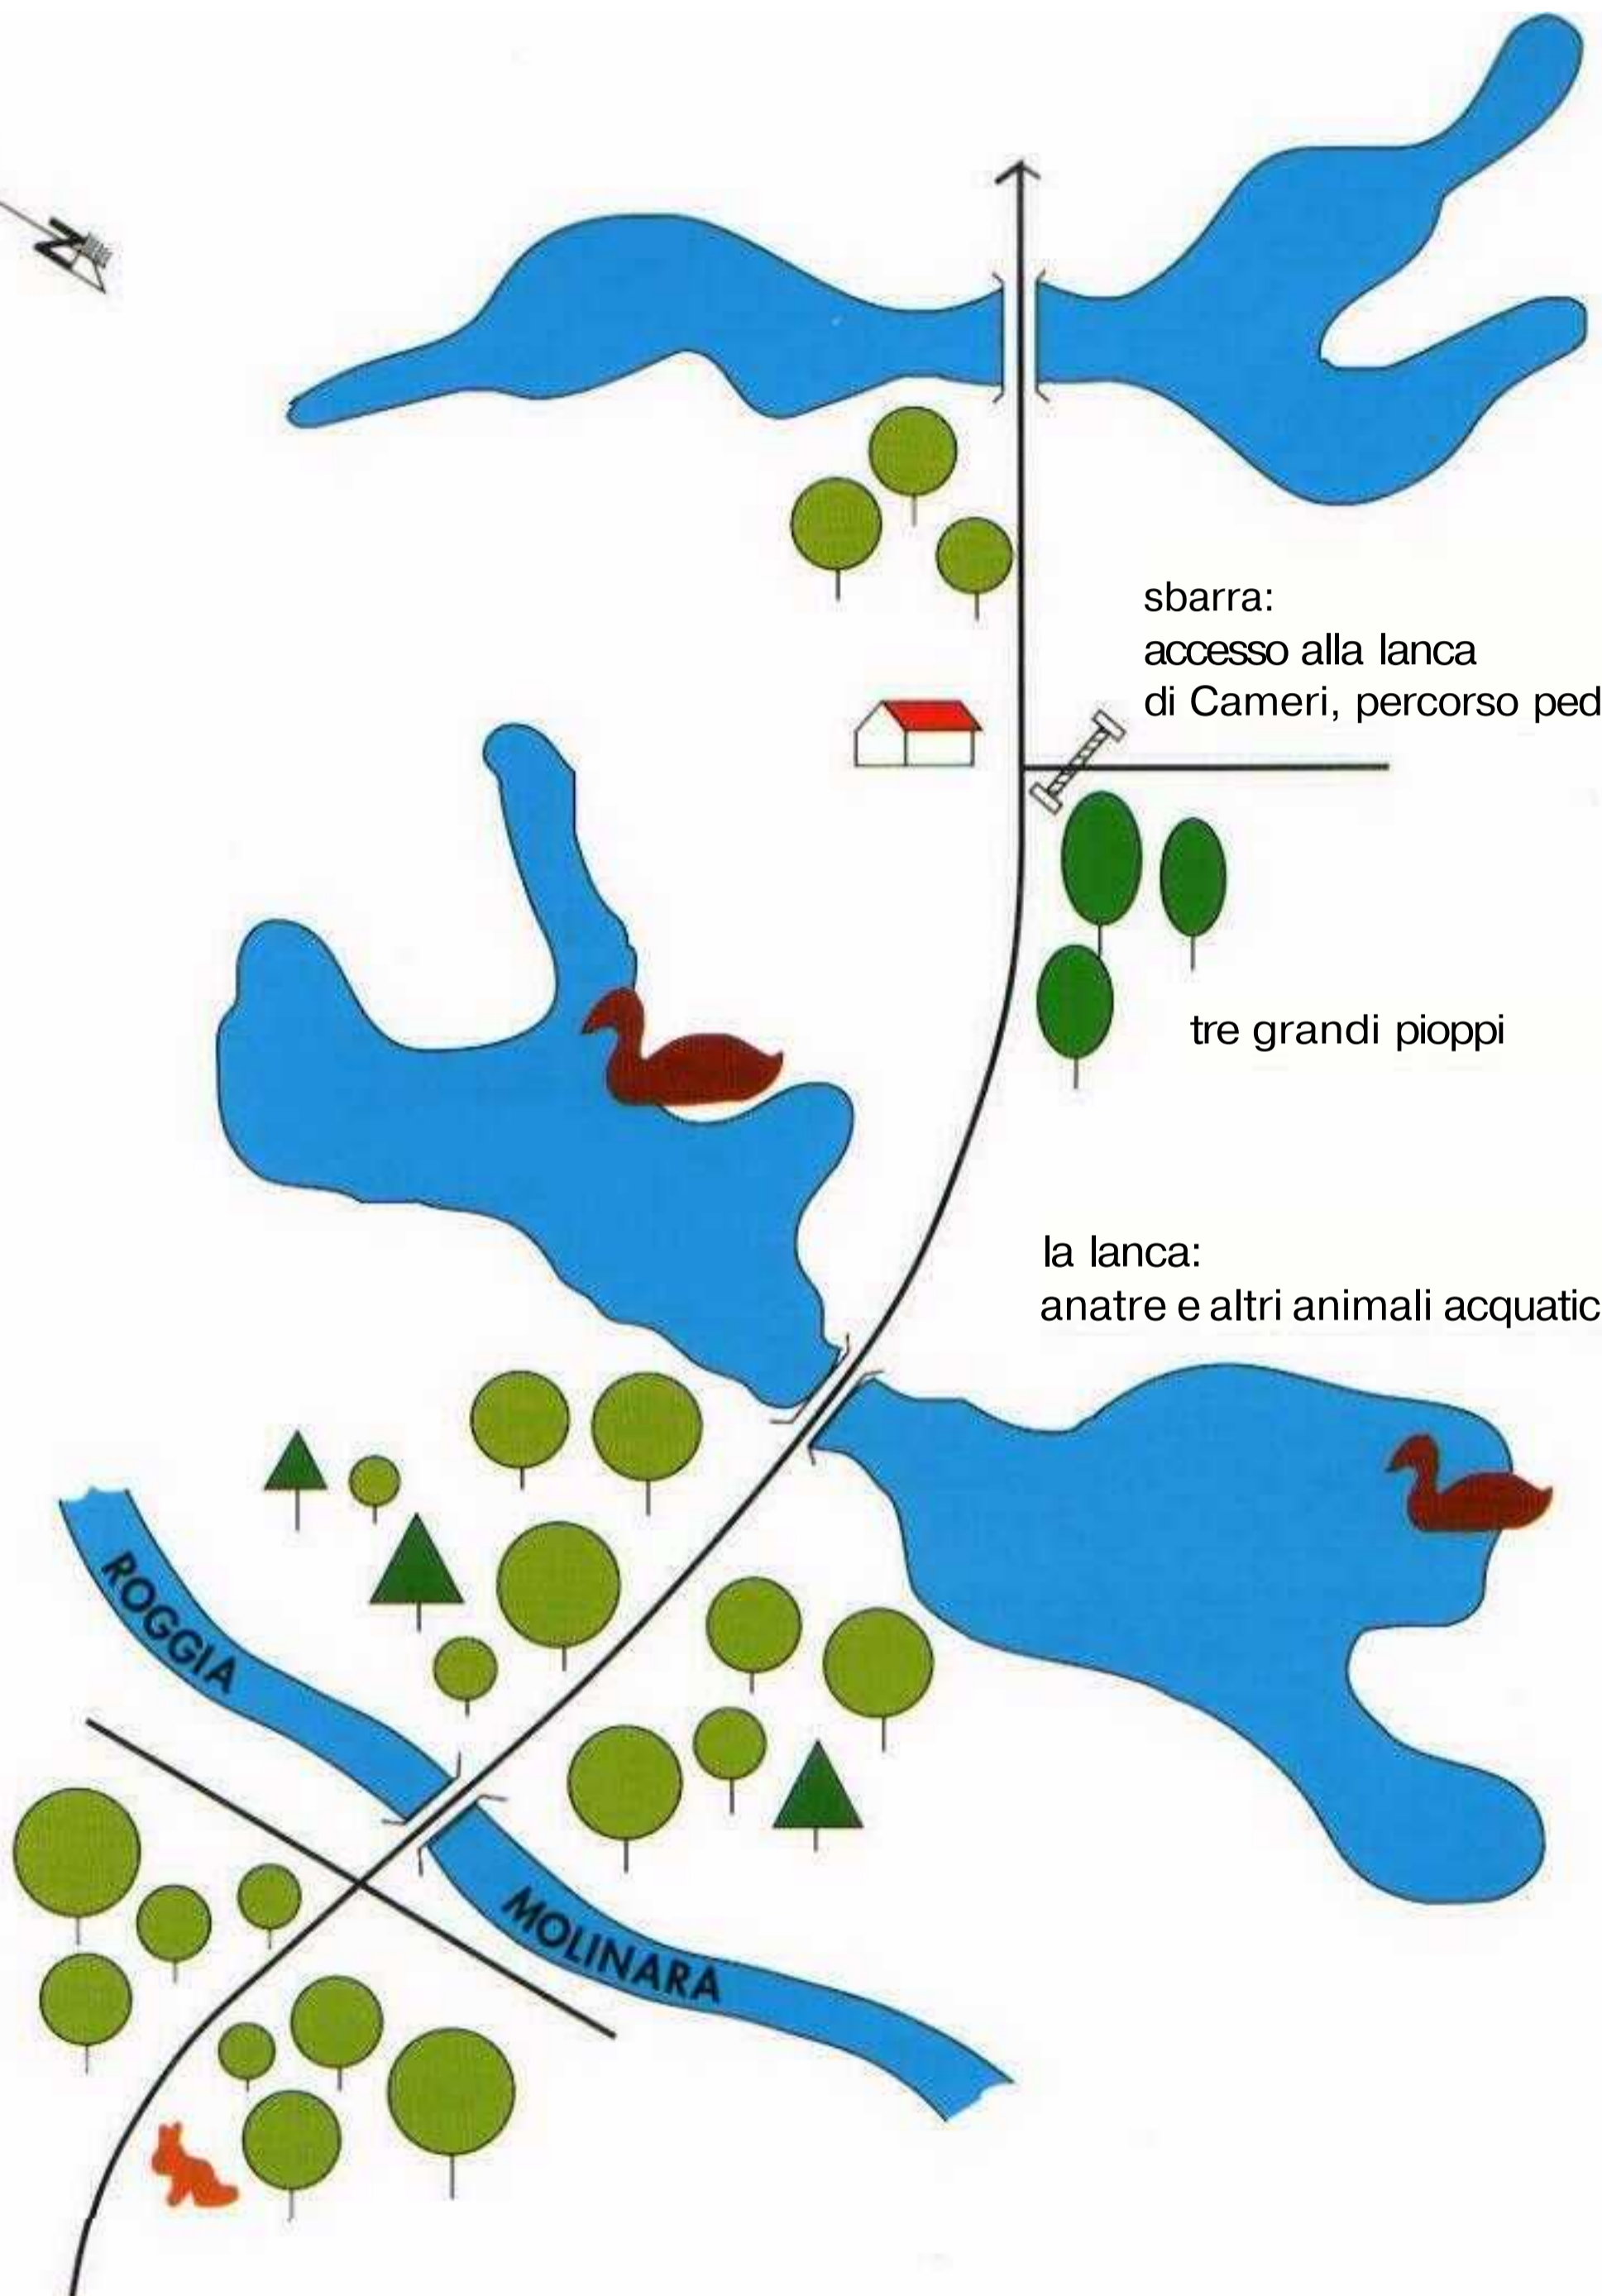 N
sbarra:
accesso alla lanca
di Cameri, percorso ped
tre grandi pioppi
la lanca:
anatre e altri animali acquatic
ROGGIA
MOLINARA